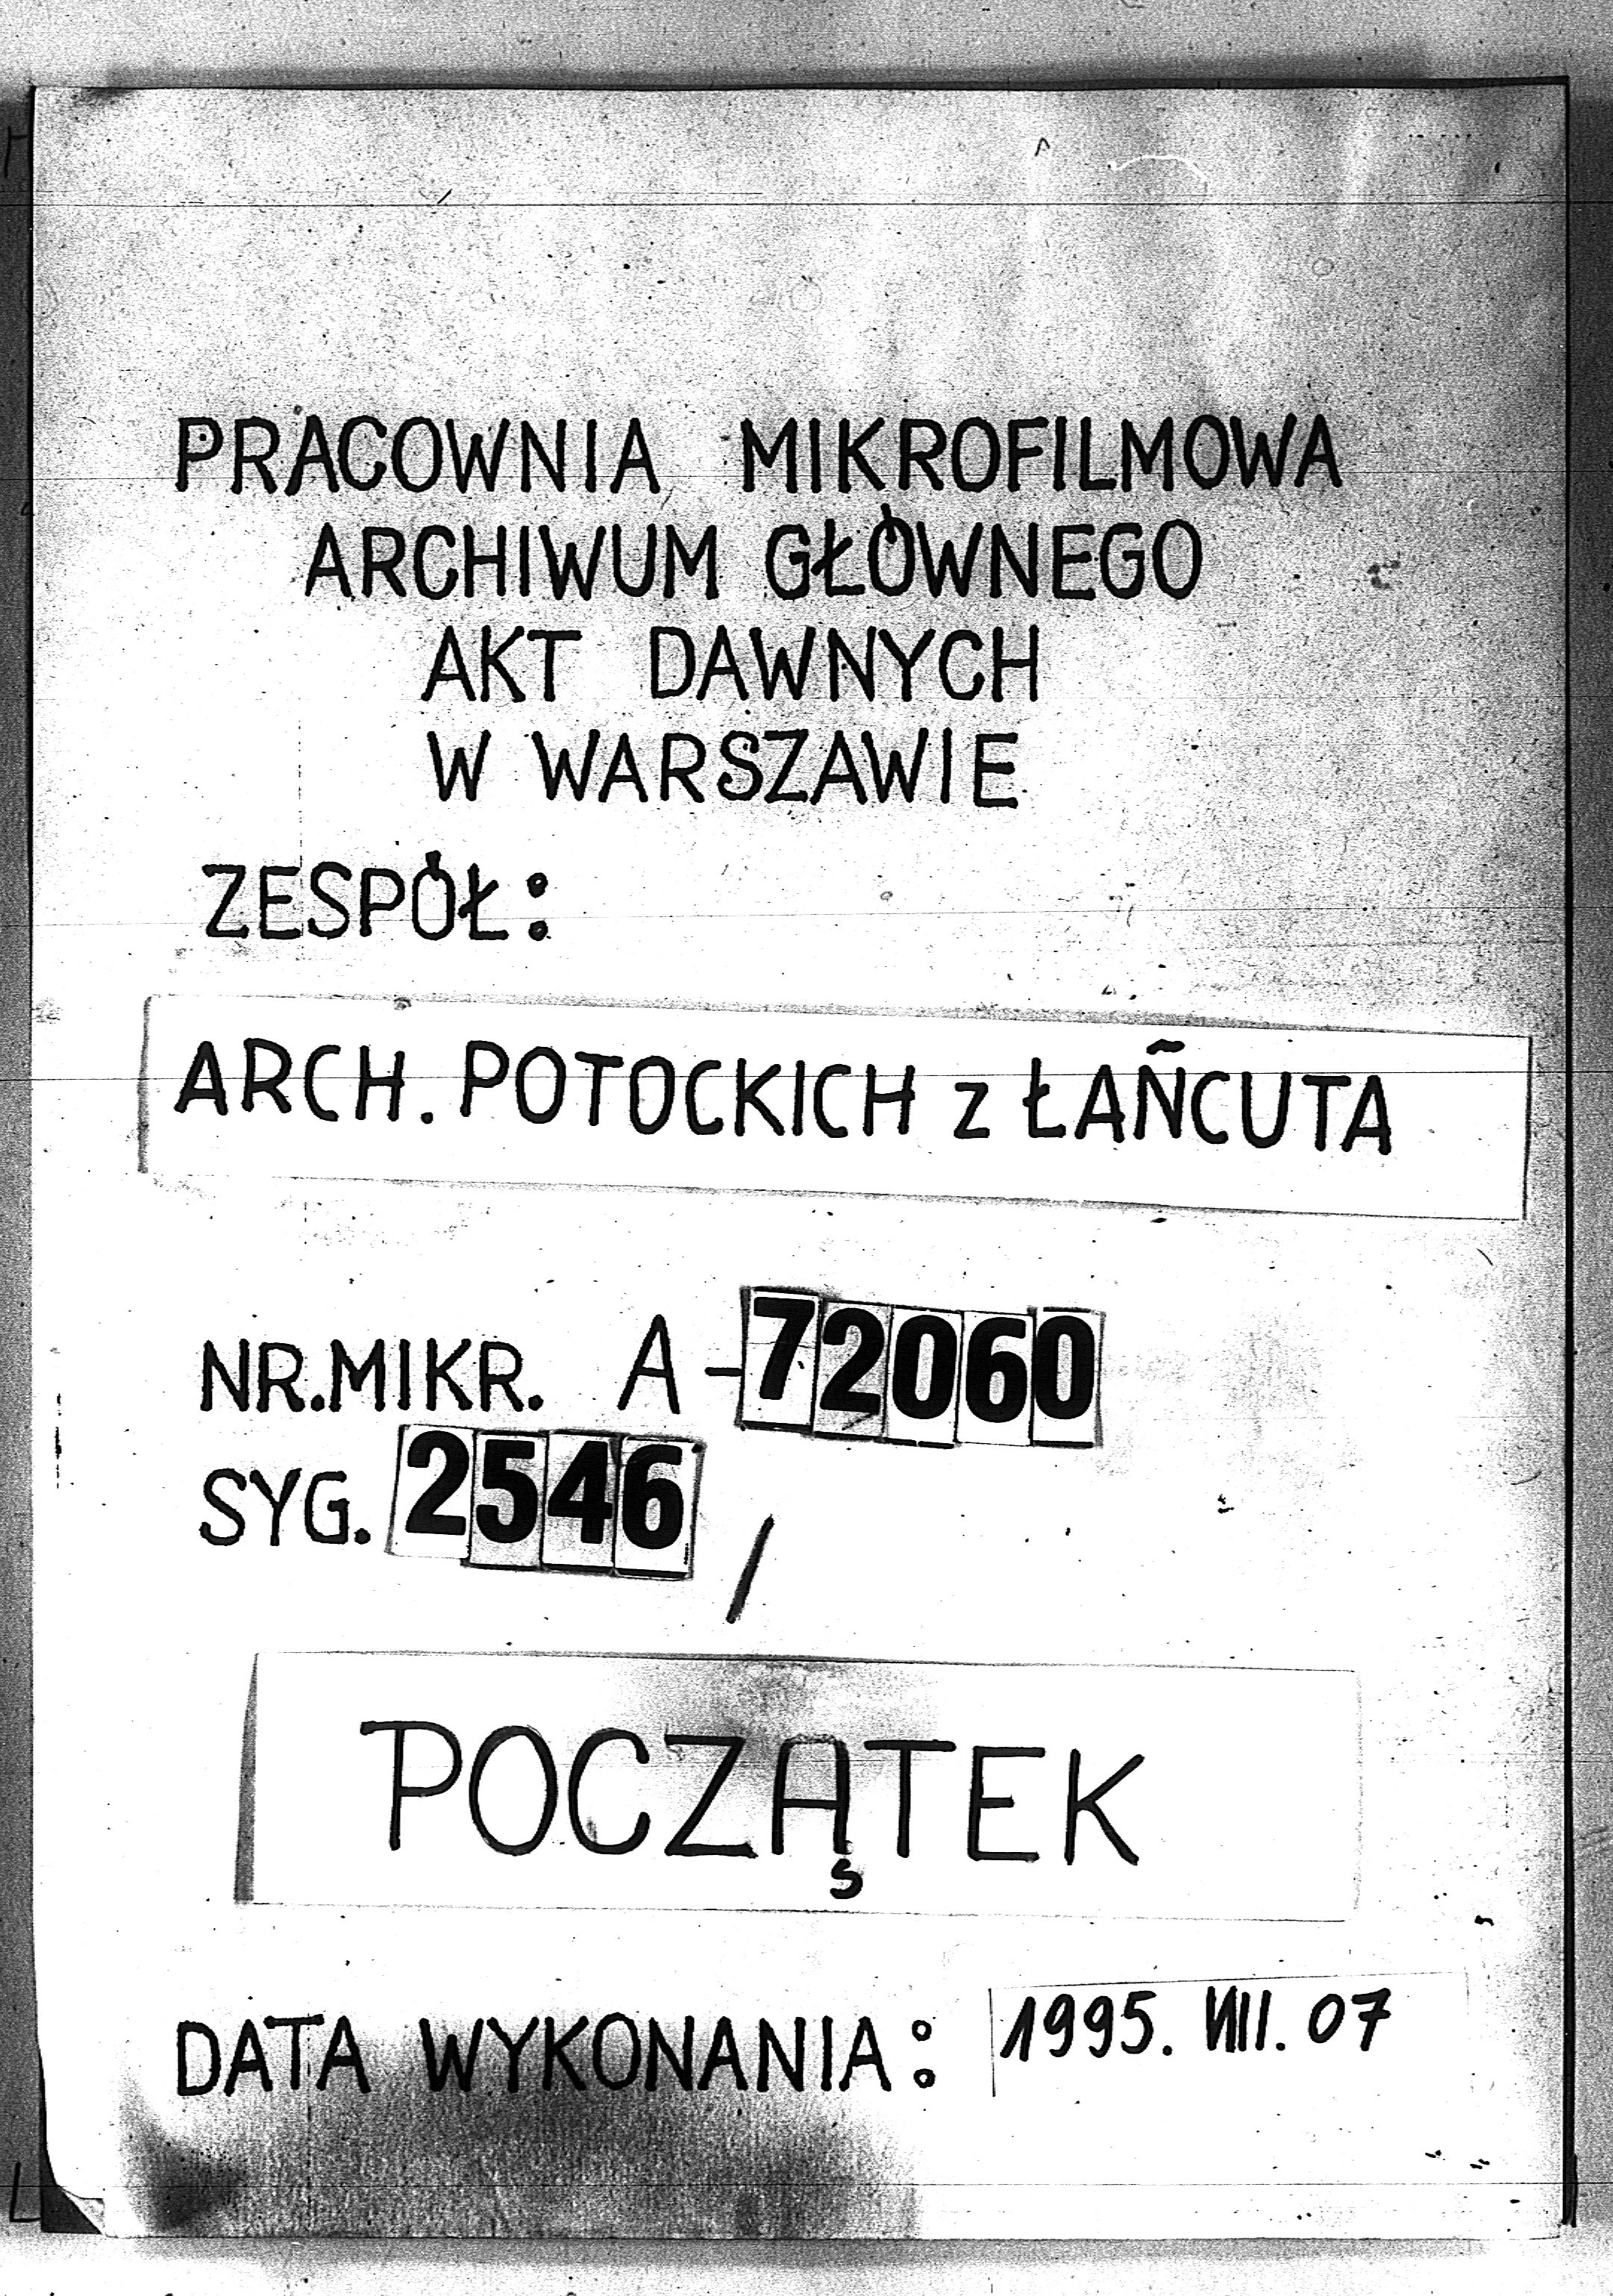 PRACOWNIA MIKROFILMOWA
ARCHIWUM GŁÓWNEGO
AKT DAWNYCH
W WARSZAWIE
ZESPÓŁ:
ARCH. POTOCKICH z ŁAŃCUTA
NR.MIKR. A-72060
SYG. 2546 /
POCZĄTEK
DATA WYKONANIA: 1995. VIII. 07